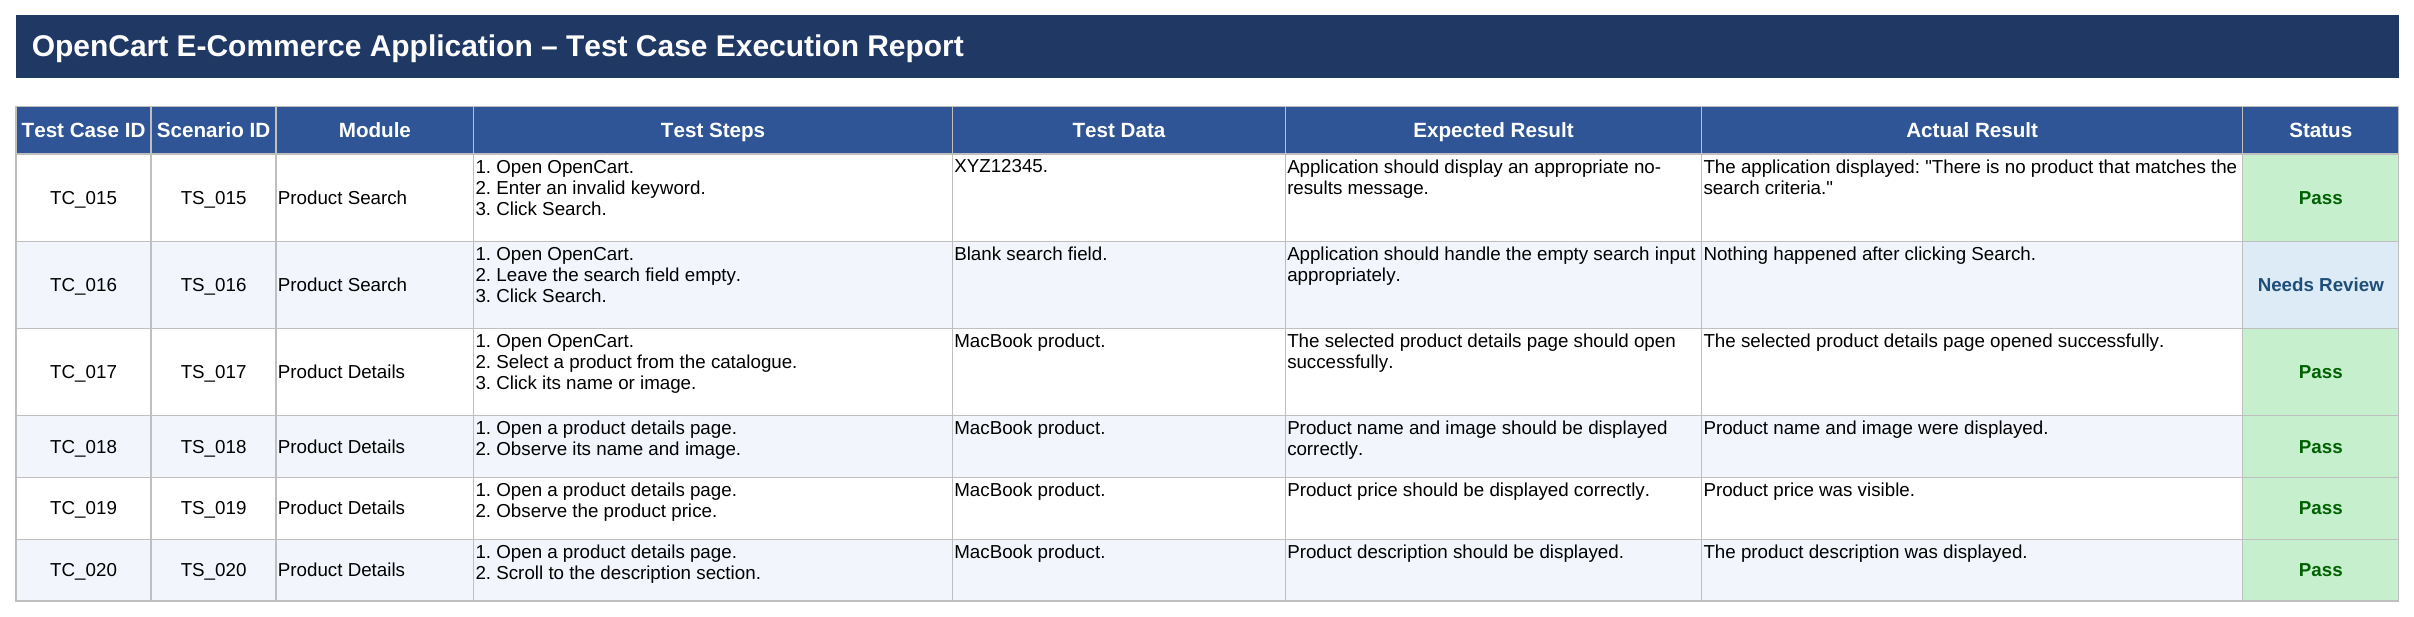 OpenCart E-Commerce Application – Test Case Execution Report
Test Case ID Scenario ID Module Test Steps Test Data Expected Result Actual Result Status
TC_015
TS_015
Product Search
1. Open OpenCart.
2. Enter an invalid keyword.
3. Click Search.
XYZ12345.
Application should display an appropriate no-
results message.
The application displayed: "There is no product that matches the
search criteria."
Pass
TC_016
TS_016
Product Search
1. Open OpenCart.
2. Leave the search field empty.
3. Click Search.
Blank search field.
Application should handle the empty search input
appropriately.
Nothing happened after clicking Search.
Needs Review
TC_017
TS_017
Product Details
1. Open OpenCart.
2. Select a product from the catalogue.
3. Click its name or image.
MacBook product.
The selected product details page should open
successfully.
The selected product details page opened successfully.
Pass
TC_018
TS_018
Product Details
1. Open a product details page.
2. Observe its name and image.
MacBook product.
Product name and image should be displayed
correctly.
Product name and image were displayed.
Pass
TC_019
TS_019
Product Details
1. Open a product details page.
2. Observe the product price.
MacBook product.
Product price should be displayed correctly.
Product price was visible.
Pass
TC_020
TS_020
Product Details
1. Open a product details page.
2. Scroll to the description section.
MacBook product.
Product description should be displayed.
The product description was displayed.
Pass